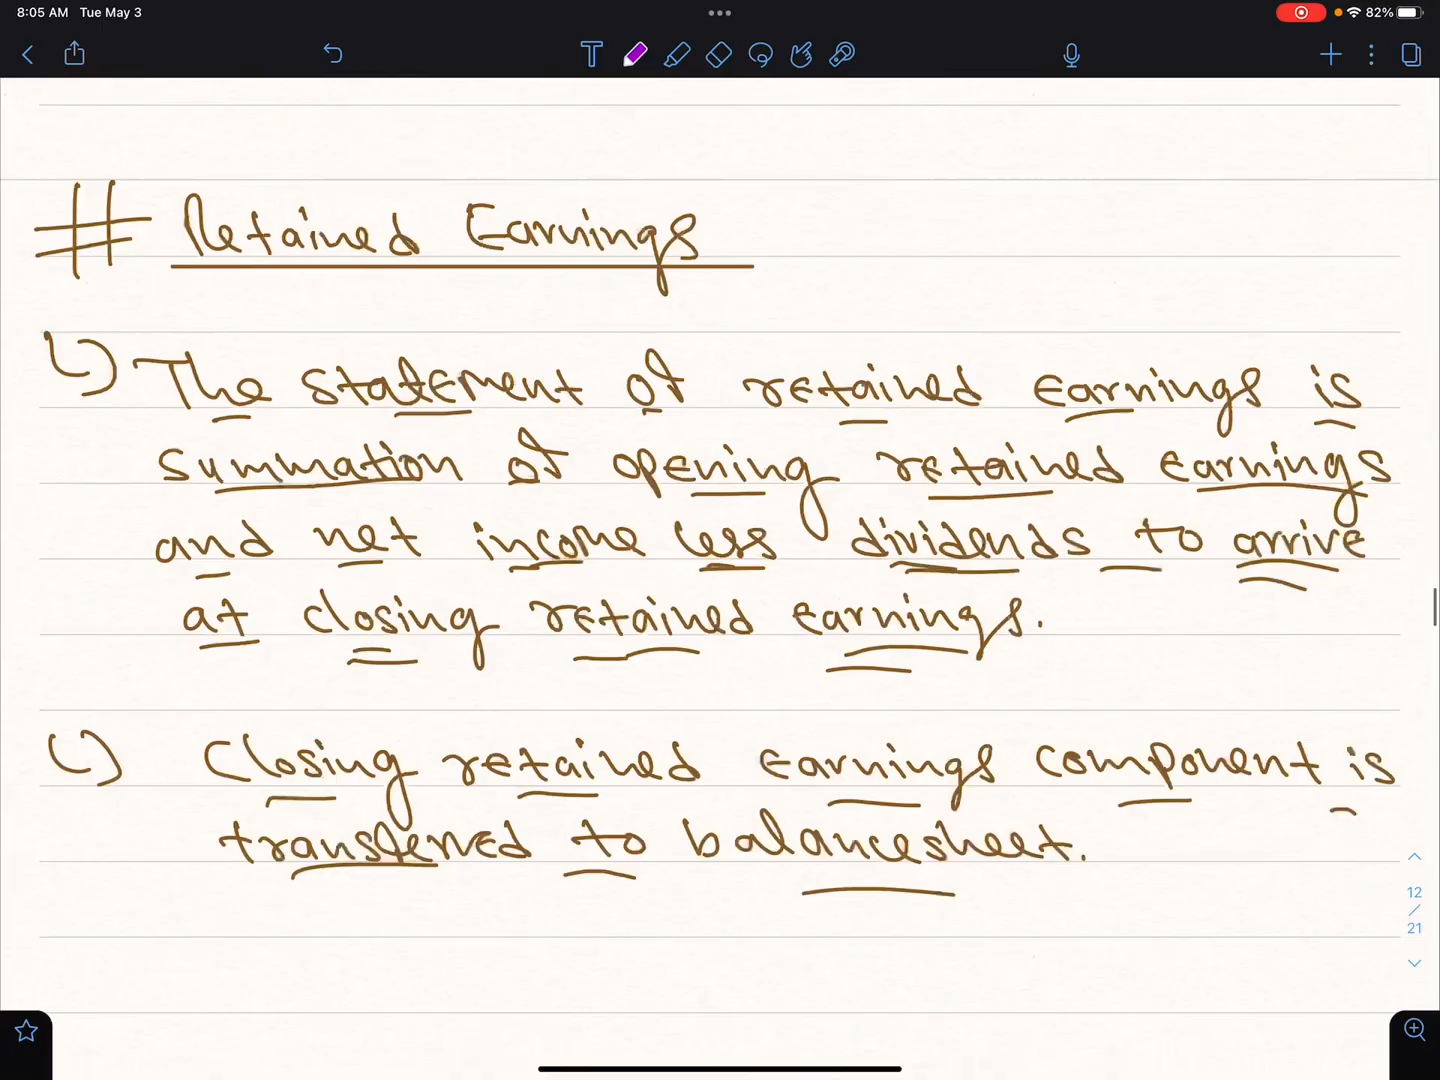 8:05 AM Tue May 3
82%
# Retained Earnings
The statement of retained earnings is
summation of opening retained earnings
and net income less dividends to arrive
at closing retained earnings.
Closing retained earnings component is
transferred to balancesheet.
12
/
21